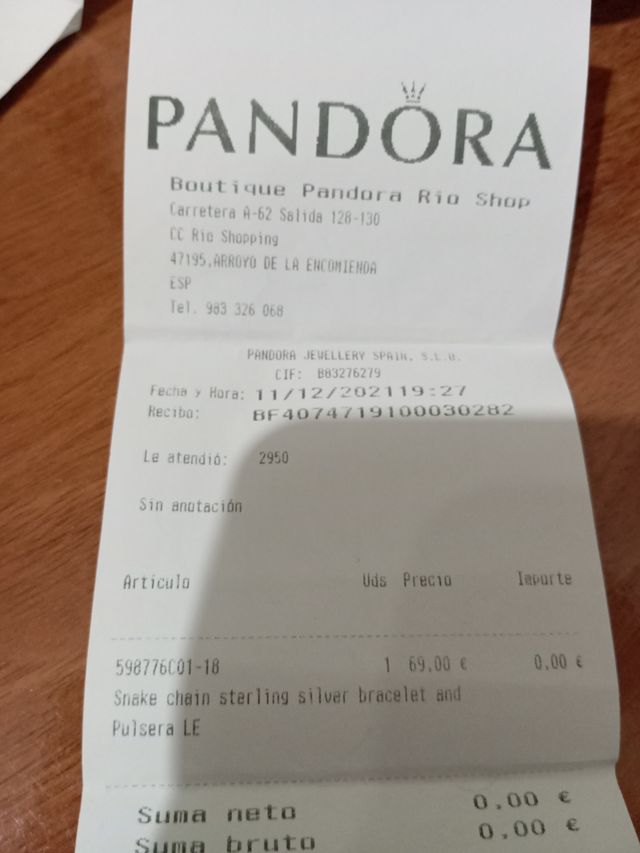 PANDORA
Boutique Pandora Rio Shop
Carretera A-62 Salida 128-130
CC Rio Shopping
47195,ARROYO DE LA ENCOMIENDA
ESP
Tel. 983 326 068
PANDORA JEWELLERY SPAIN, S.L.U.
CIF: B83276279
Fecha y Hora: 11/12/202119:27
Recibo: BF4074719100030282
Le atendió: 2950
Sin anotación
Artículo Uds Precio Importe
598776C01-18 1 69,00 € 0,00 €
Snake chain sterling silver bracelet and
Pulsera LE
Suma neto 0,00 €
Suma bruto 0,00 €